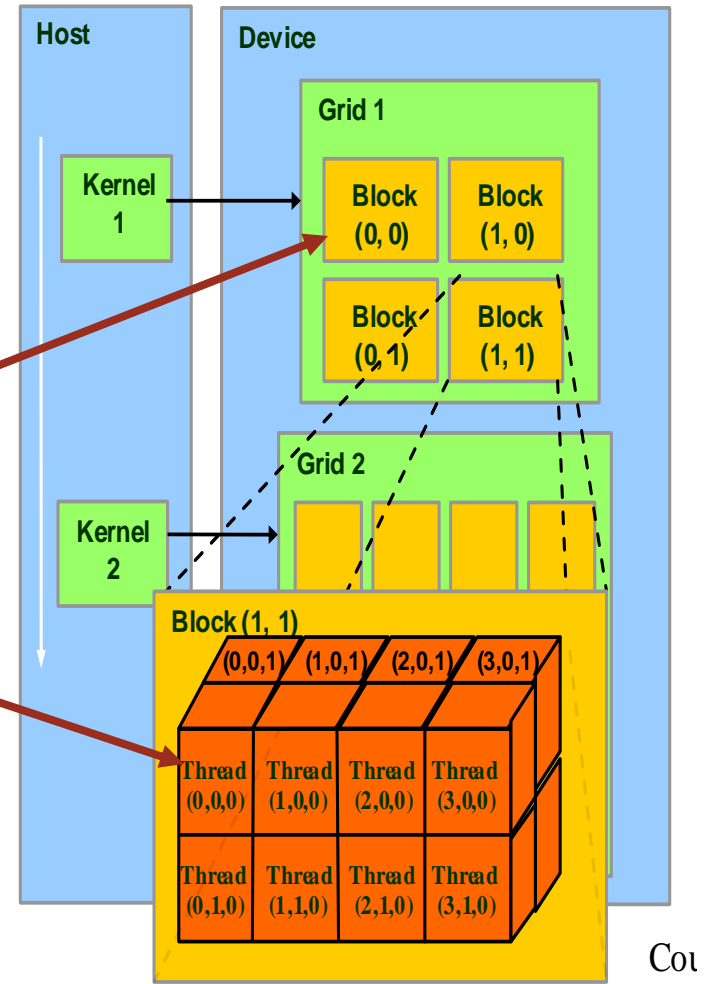 Host
Device
Grid 1
Kernel
1
Block
(0, 0)
Block
(1, 0)
Block
(0, 1)
Block
(1, 1)
Grid 2
Kernel
2
Block (1, 1)
(0,0,1) (1,0,1) (2,0,1) (3,0,1)
Thread
(0,0,0)
Thread
(1,0,0)
Thread
(2,0,0)
Thread
(3,0,0)
Thread
(0,1,0)
Thread
(1,1,0)
Thread
(2,1,0)
Thread
(3,1,0)